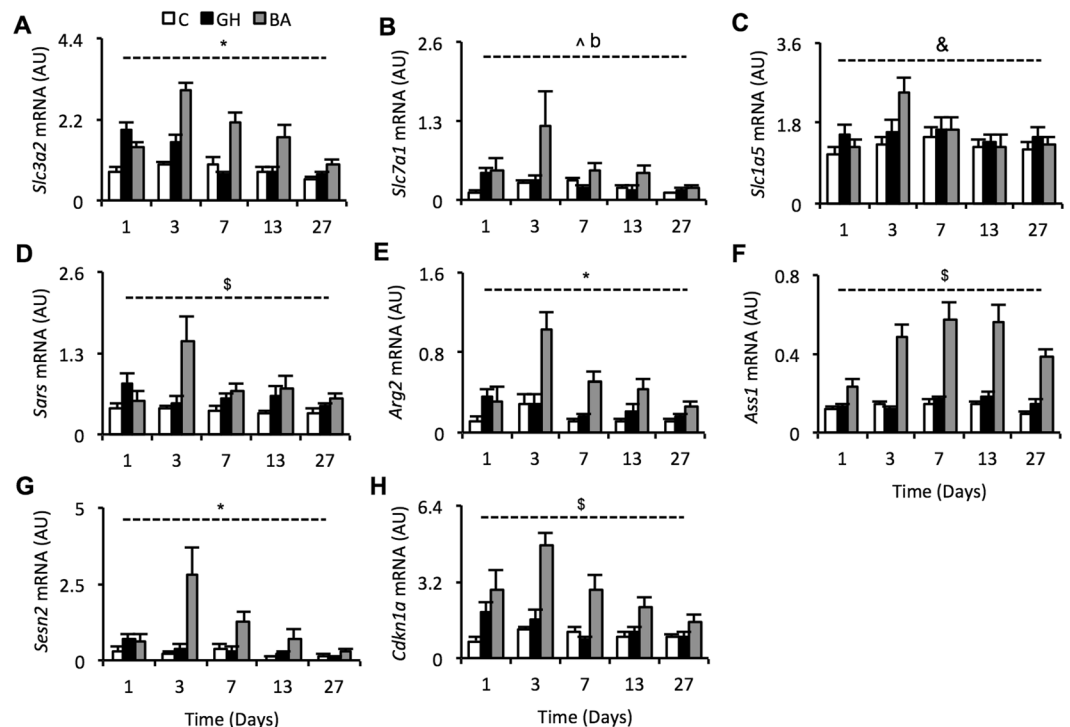 C GH BA
A
Slc3a2 mRNA (AU)
4.4
2.2
0
*
1 3 7 13 27
B
Slc7a1 mRNA (AU)
2.6
1.3
0
^ b
1 3 7 13 27
C
Slc1a5 mRNA (AU)
3.6
1.8
0
&
1 3 7 13 27
D
Sars mRNA (AU)
2.6
1.3
0
$
1 3 7 13 27
E
Arg2 mRNA (AU)
1.6
0.8
0
*
1 3 7 13 27
F
Ass1 mRNA (AU)
0.8
0.4
0
$
1 3 7 13 27
Time (Days)
G
Sesn2 mRNA (AU)
5
2.5
0
*
1 3 7 13 27
Time (Days)
H
Cdkn1a mRNA (AU)
6.4
3.2
0
$
1 3 7 13 27
Time (Days)